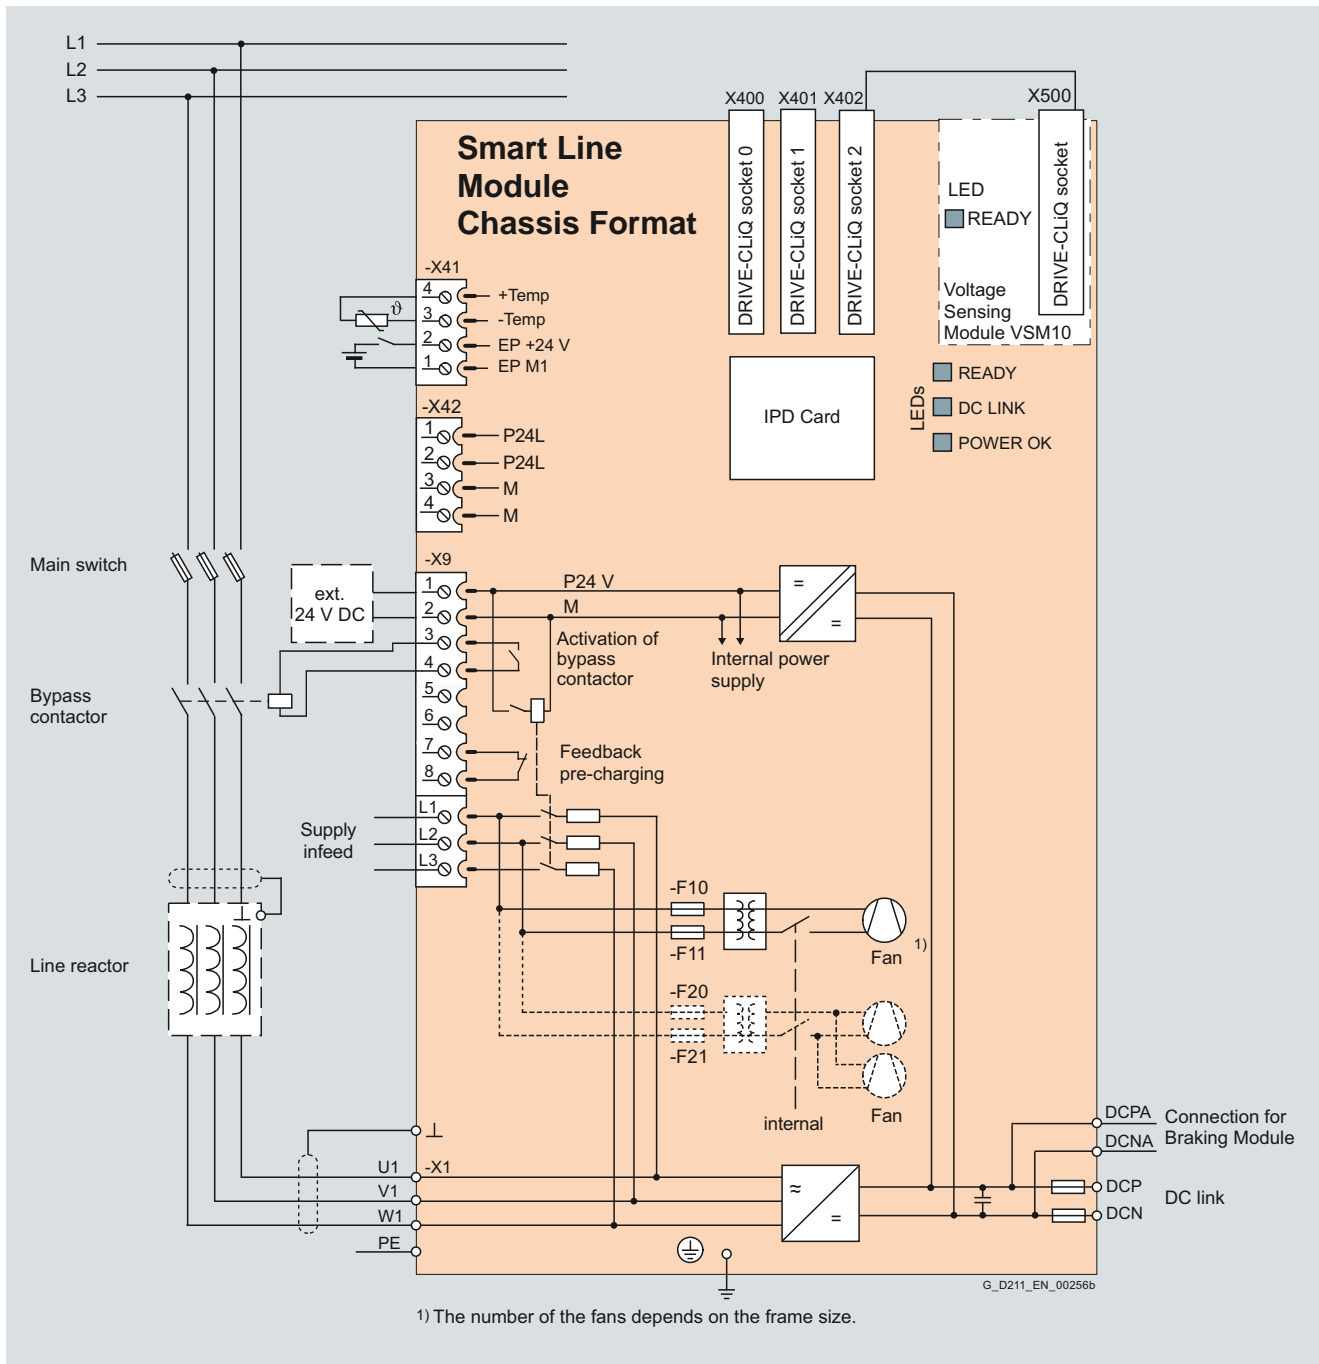 L1
L2
L3
X400
X401
X402
X500
Smart Line
Module
Chassis Format
DRIVE-CLiQ socket 0
DRIVE-CLiQ socket 1
DRIVE-CLiQ socket 2
DRIVE-CLiQ socket
LED
READY
Voltage
Sensing
Module VSM10
-X41
4
+Temp
ϑ
3
-Temp
2
EP +24 V
1
EP M1
IPD Card
LEDs
READY
DC LINK
POWER OK
-X42
1
P24L
2
P24L
3
M
4
M
Main switch
-X9
ext.
24 V DC
1
P24 V
2
M
3
4
5
6
7
8
=
=
Activation of
bypass
contactor
Internal power
supply
Bypass
contactor
Feedback
pre-charging
Supply
infeed
L1
L2
L3
-F10
-F11
Fan
1)
Line reactor
-F20
-F21
Fan
internal
DCPA
DCNA
Connection for
Braking Module
U1
-X1
V1
W1
PE
≈
=
DCP
DCN
DC link
G_D211_EN_00256b
1) The number of the fans depends on the frame size.